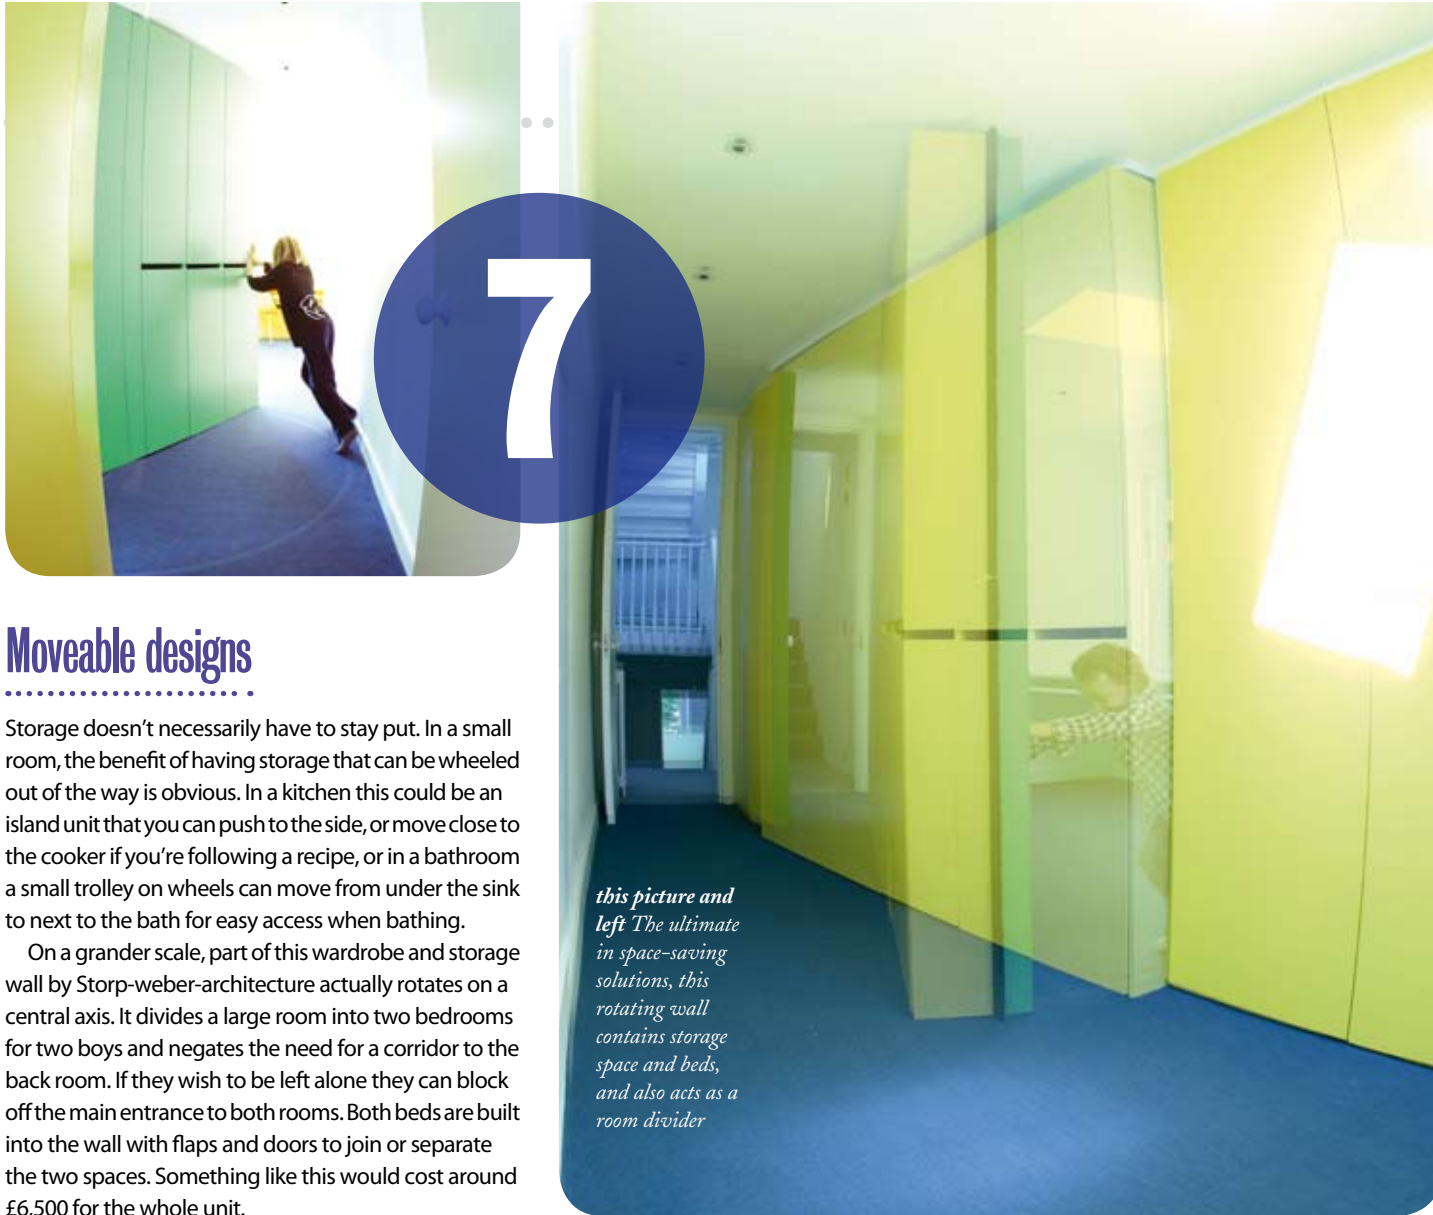 7
Moveable designs
Storage doesn’t necessarily have to stay put. In a small
room, the benefit of having storage that can be wheeled
out of the way is obvious. In a kitchen this could be an
island unit that you can push to the side, or move close to
the cooker if you’re following a recipe, or in a bathroom
a small trolley on wheels can move from under the sink
to next to the bath for easy access when bathing.
On a grander scale, part of this wardrobe and storage
wall by Storp-weber-architecture actually rotates on a
central axis. It divides a large room into two bedrooms
for two boys and negates the need for a corridor to the
back room. If they wish to be left alone they can block
off the main entrance to both rooms. Both beds are built
into the wall with flaps and doors to join or separate
the two spaces. Something like this would cost around
£6,500 for the whole unit.
this picture and
left The ultimate
in space-saving
solutions, this
rotating wall
contains storage
space and beds,
and also acts as a
room divider